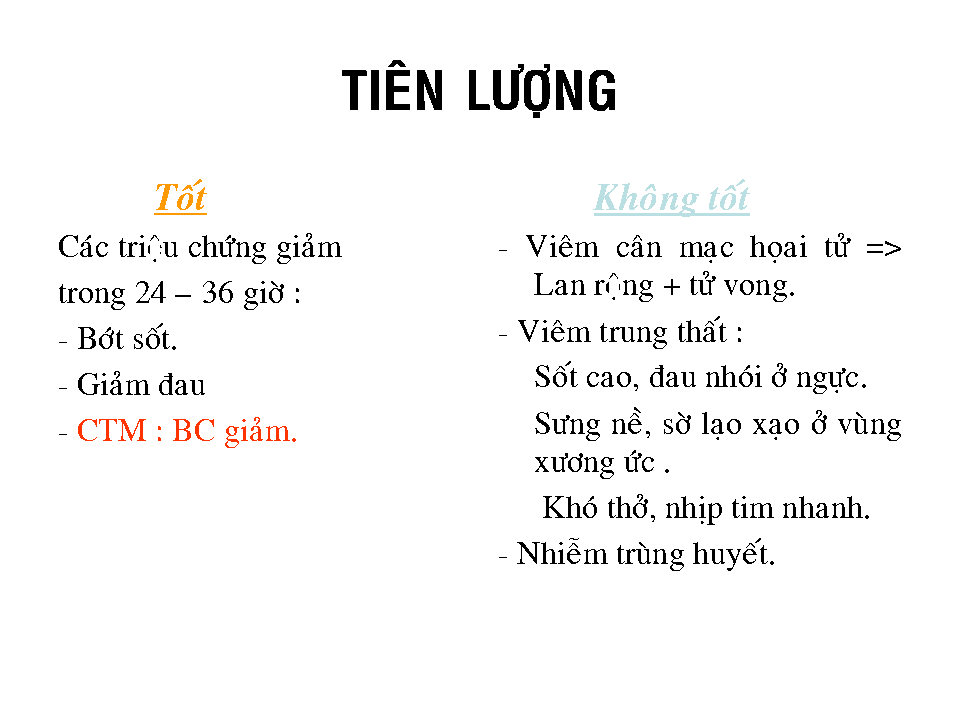 TIÊN LƯỢNG
Tốt
Các triệu chứng giảm
trong 24 – 36 giờ :
- Bớt sốt.
- Giảm đau
- CTM : BC giảm.
Không tốt
- Viêm cân mạc họai tử =>
Lan rộng + tử vong.
- Viêm trung thất :
Sốt cao, đau nhói ở ngực.
Sưng nề, sờ lạo xạo ở vùng
xương ức .
Khó thở, nhịp tim nhanh.
- Nhiễm trùng huyết.